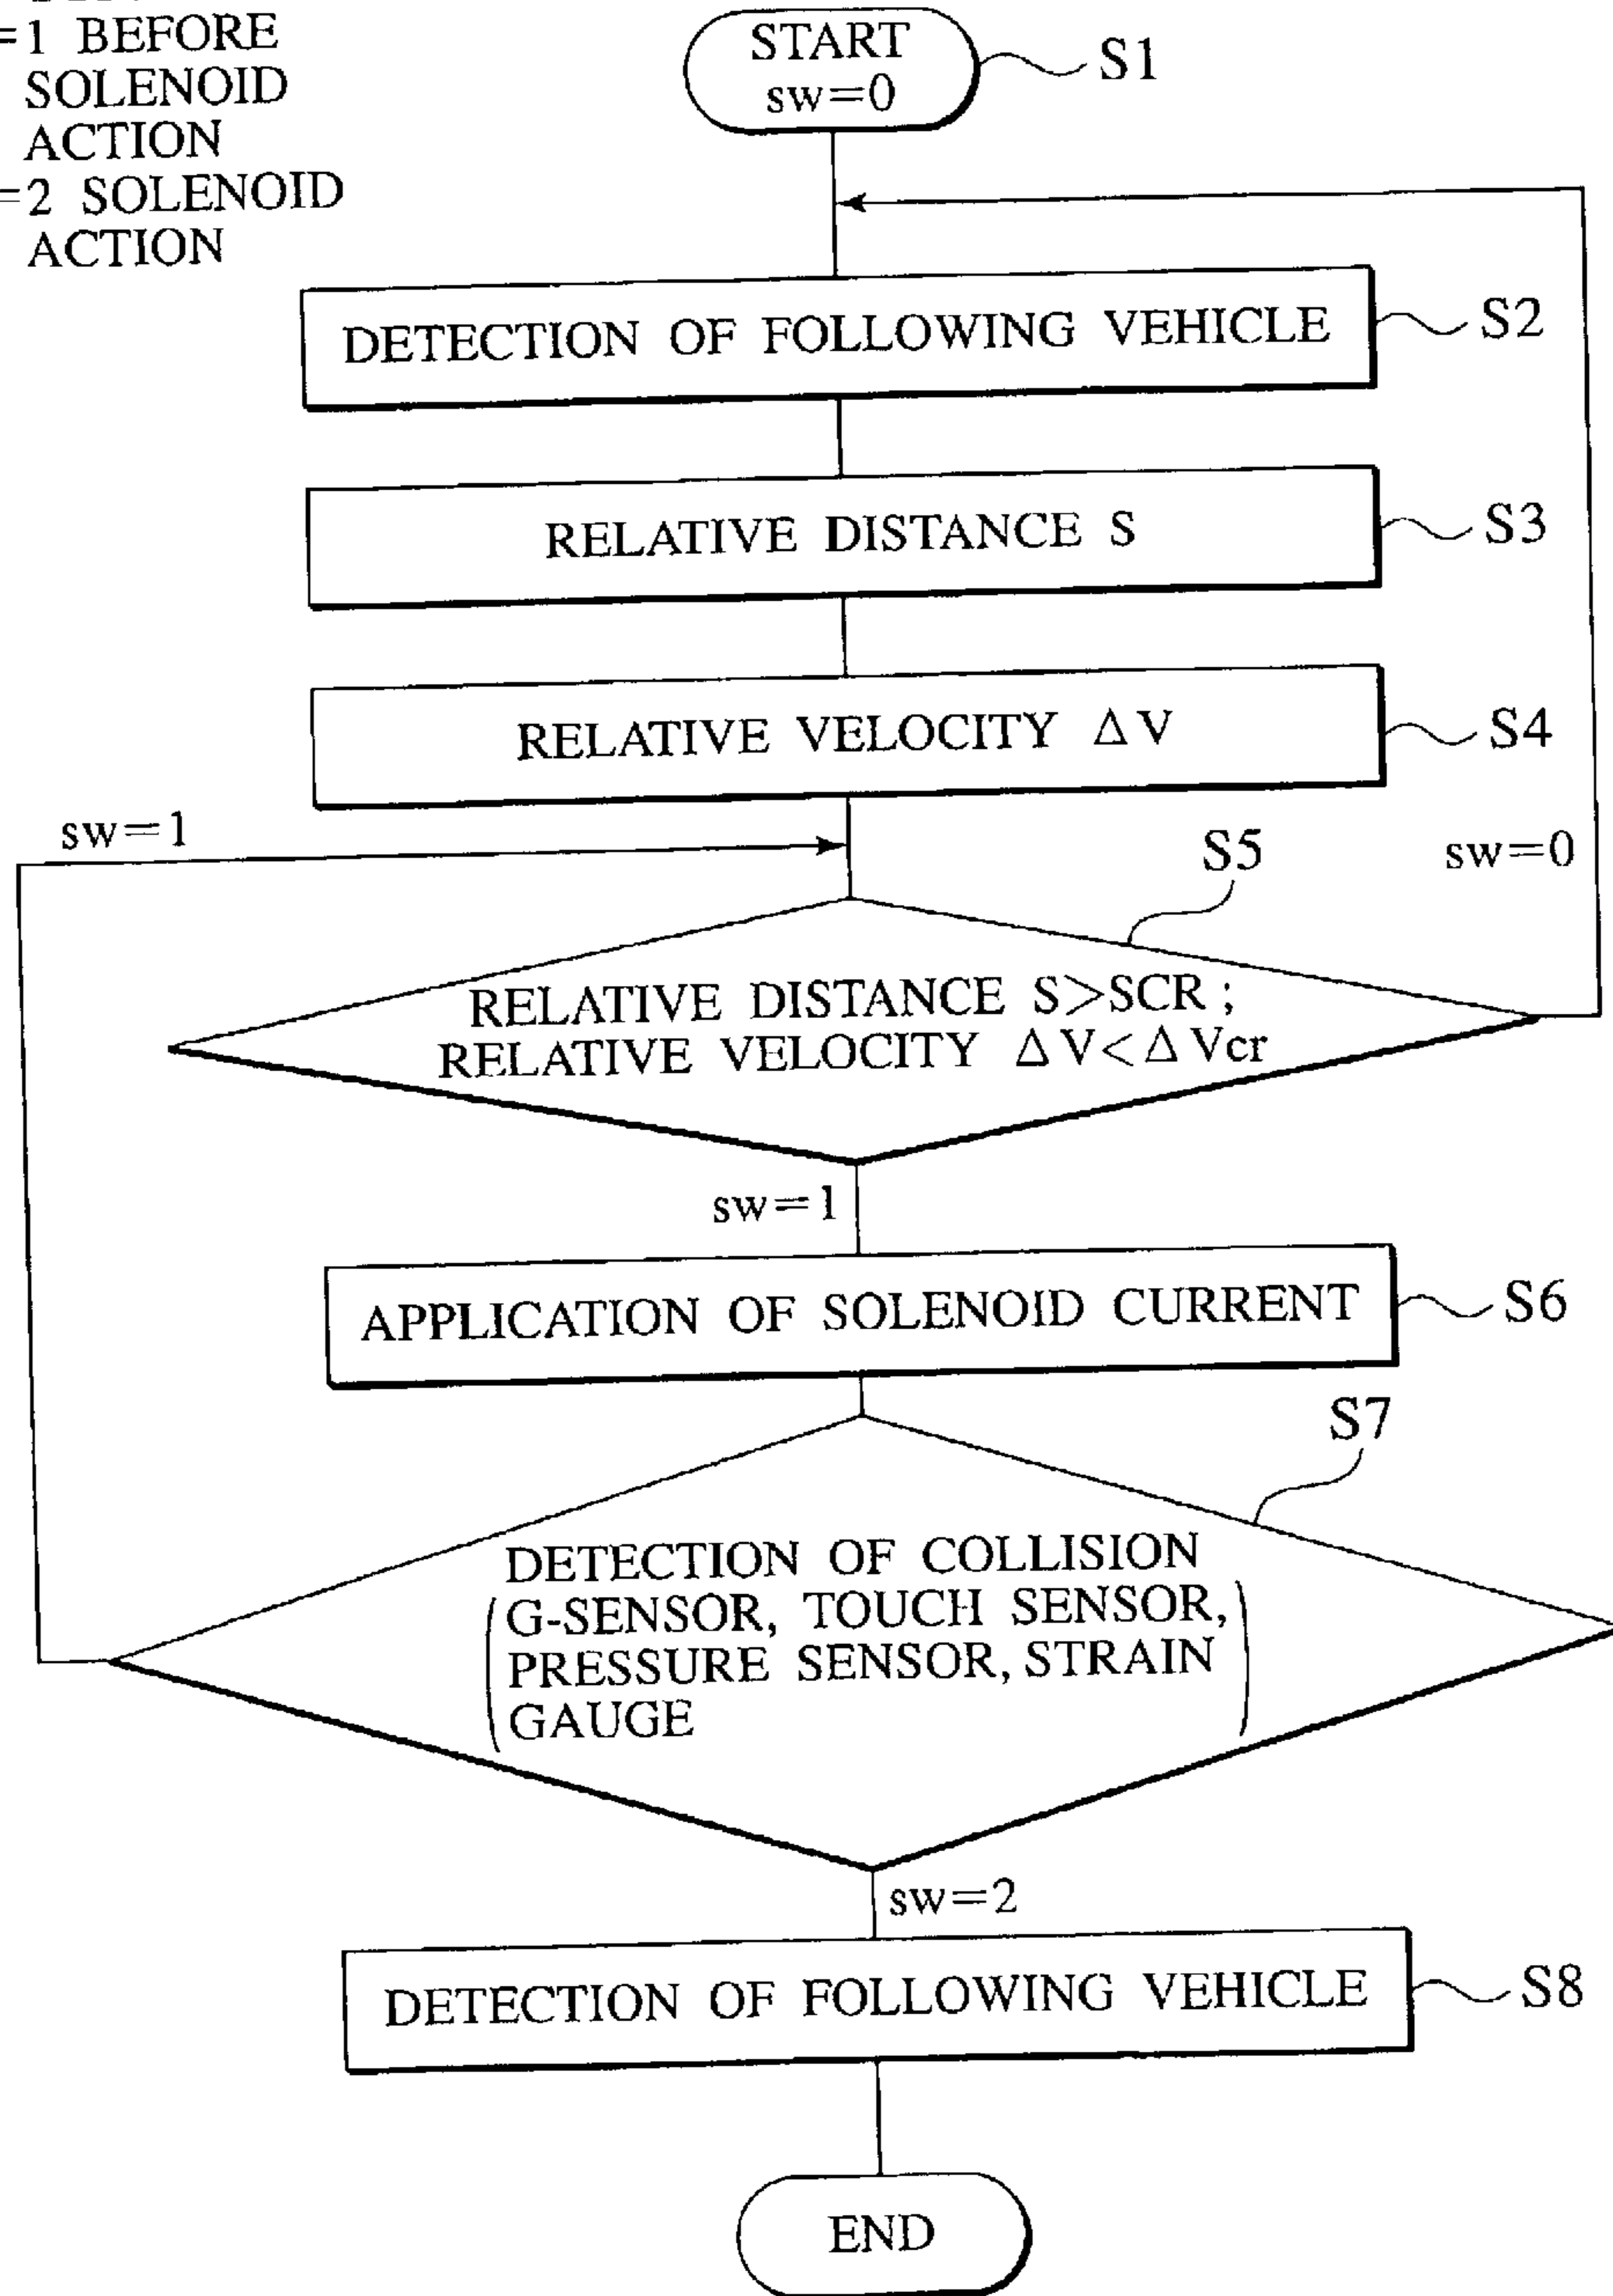 =1 BEFORE
SOLENOID
ACTION
=2 SOLENOID
ACTION
START
sw=0
S1
DETECTION OF FOLLOWING VEHICLE
S2
RELATIVE DISTANCE S
S3
RELATIVE VELOCITY ΔV
S4
sw=1
S5
sw=0
RELATIVE DISTANCE S>SCR;
RELATIVE VELOCITY ΔV<ΔVcr
sw=1
APPLICATION OF SOLENOID CURRENT
S6
S7
DETECTION OF COLLISION
(G-SENSOR, TOUCH SENSOR,
PRESSURE SENSOR, STRAIN
GAUGE)
sw=2
DETECTION OF FOLLOWING VEHICLE
S8
END